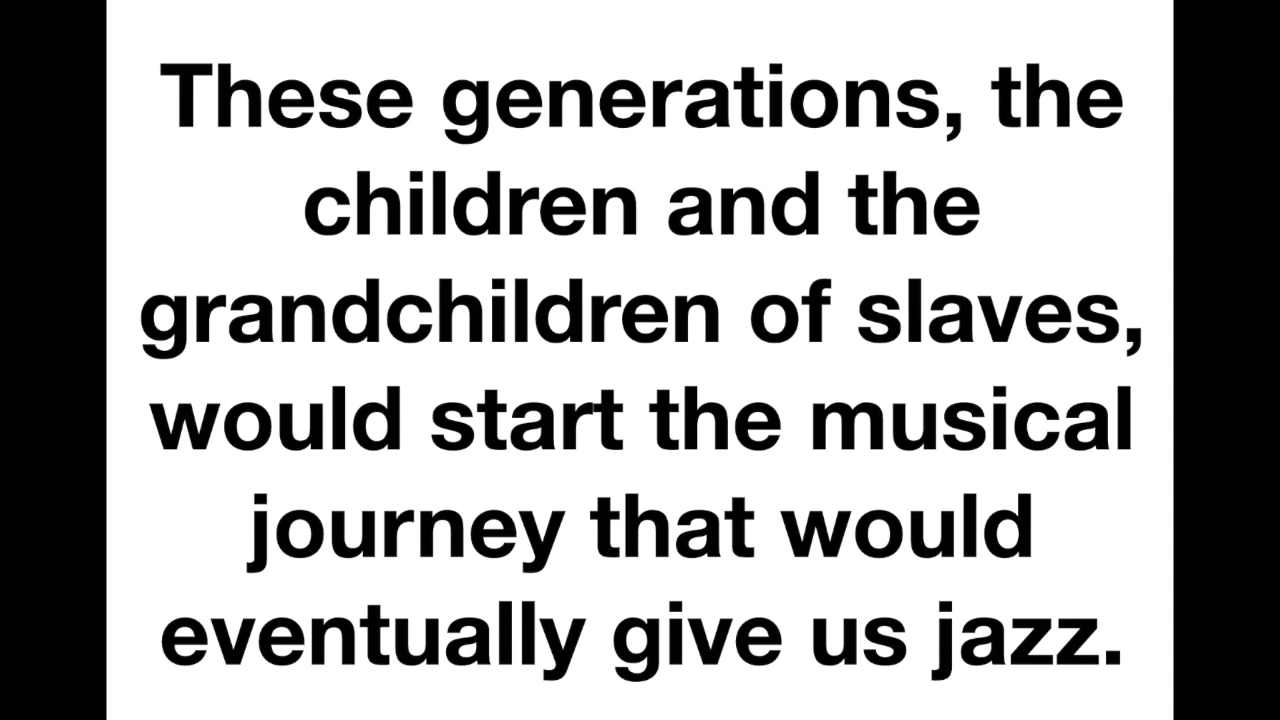 These generations, the
children and the
grandchildren of slaves,
would start the musical
journey that would
eventually give us jazz.